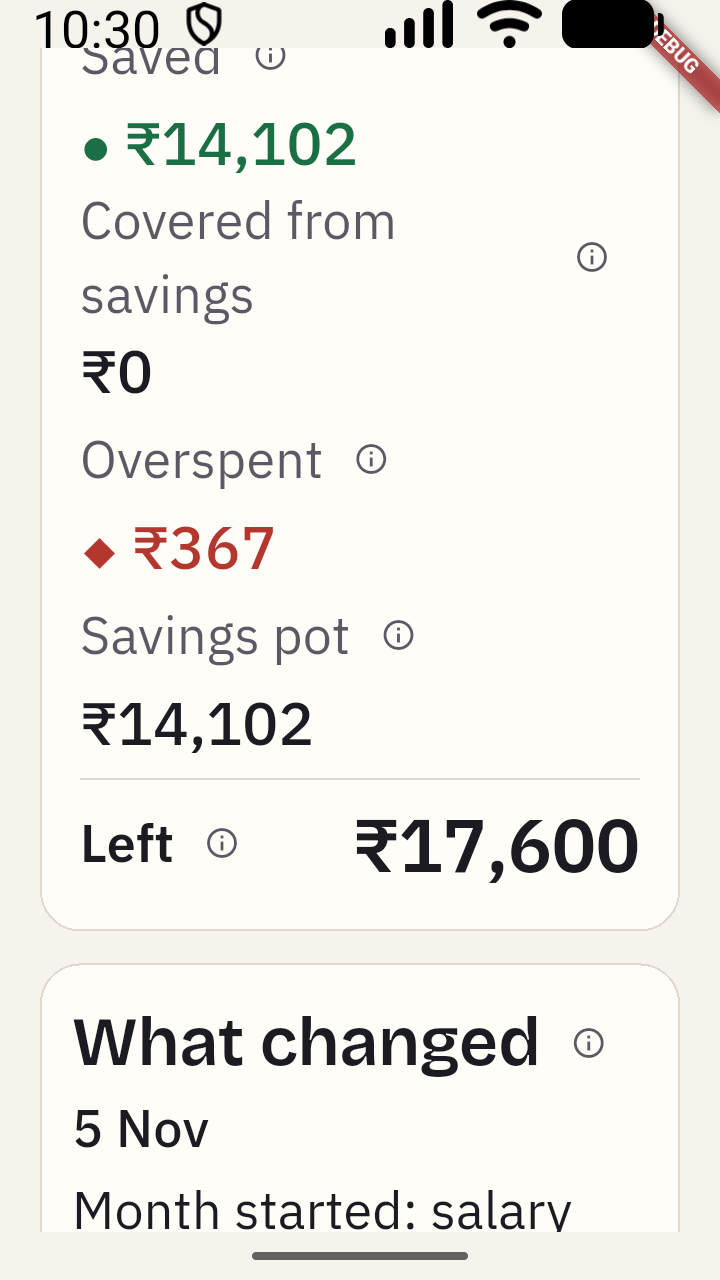 10:30
DEBUG
Saved
₹14,102
Covered from
savings
₹0
Overspent
₹367
Savings pot
₹14,102
Left ₹17,600
What changed
5 Nov
Month started: salary